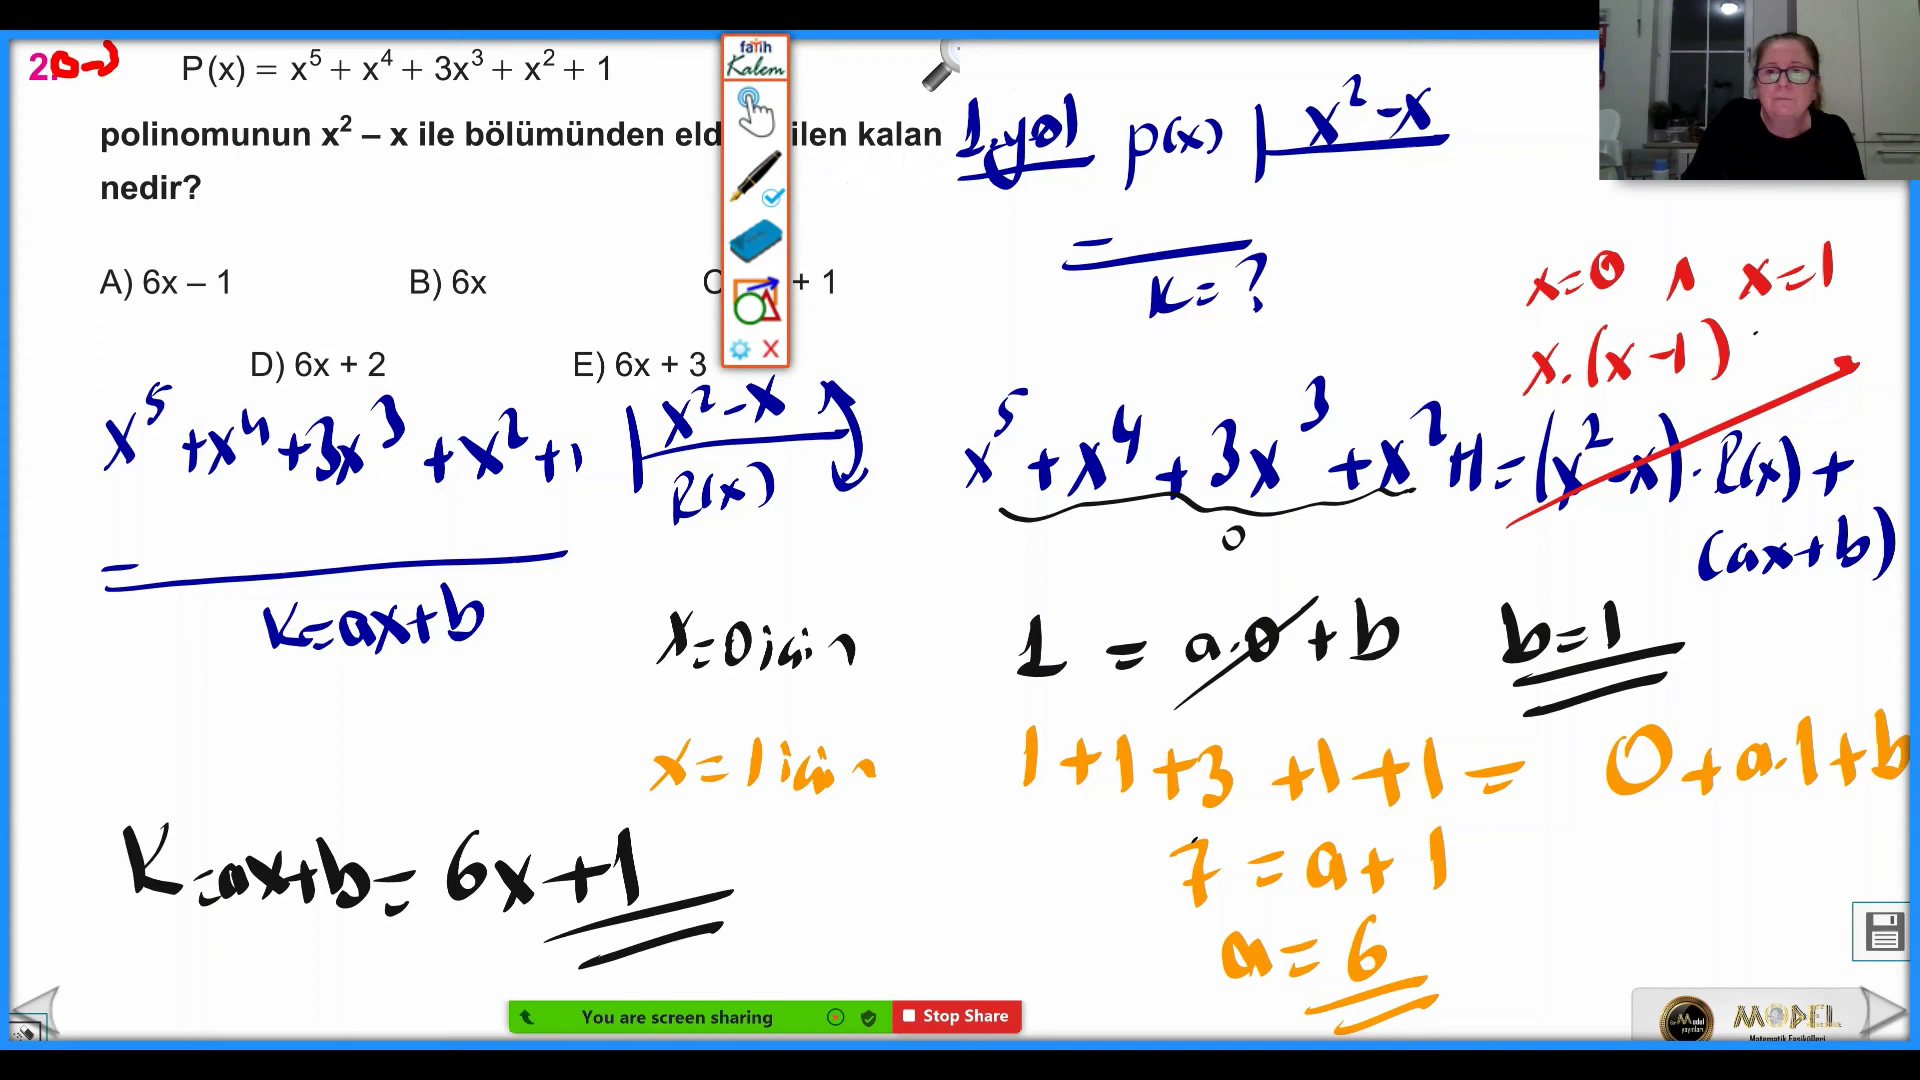 2.
P(x) = x⁵ + x⁴ + 3x³ + x² + 1
polinomunun x² – x ile bölümünden eld ilen kalan
nedir?
A) 6x – 1 B) 6x C + 1
D) 6x + 2 E) 6x + 3
fatih
Kalem
1.yol p(x) | x² - x
K = ?
x=0 ∧ x=1
x.(x-1)
x⁵ + x⁴ + 3x³ + x² + 1 | x² - x
B(x)
K=ax+b
x⁵ + x⁴ + 3x³ + x² + 1 = (x² - x) . B(x) +
(ax+b)
0
x=0 için 1 = a.0 + b b=1
x=1 için 1+1+3+1+1 = 0+a.1+b
7 = a+1
a=6
K=ax+b= 6x+1
You are screen sharing Stop Share
MODEL
Matematik Fasikülleri